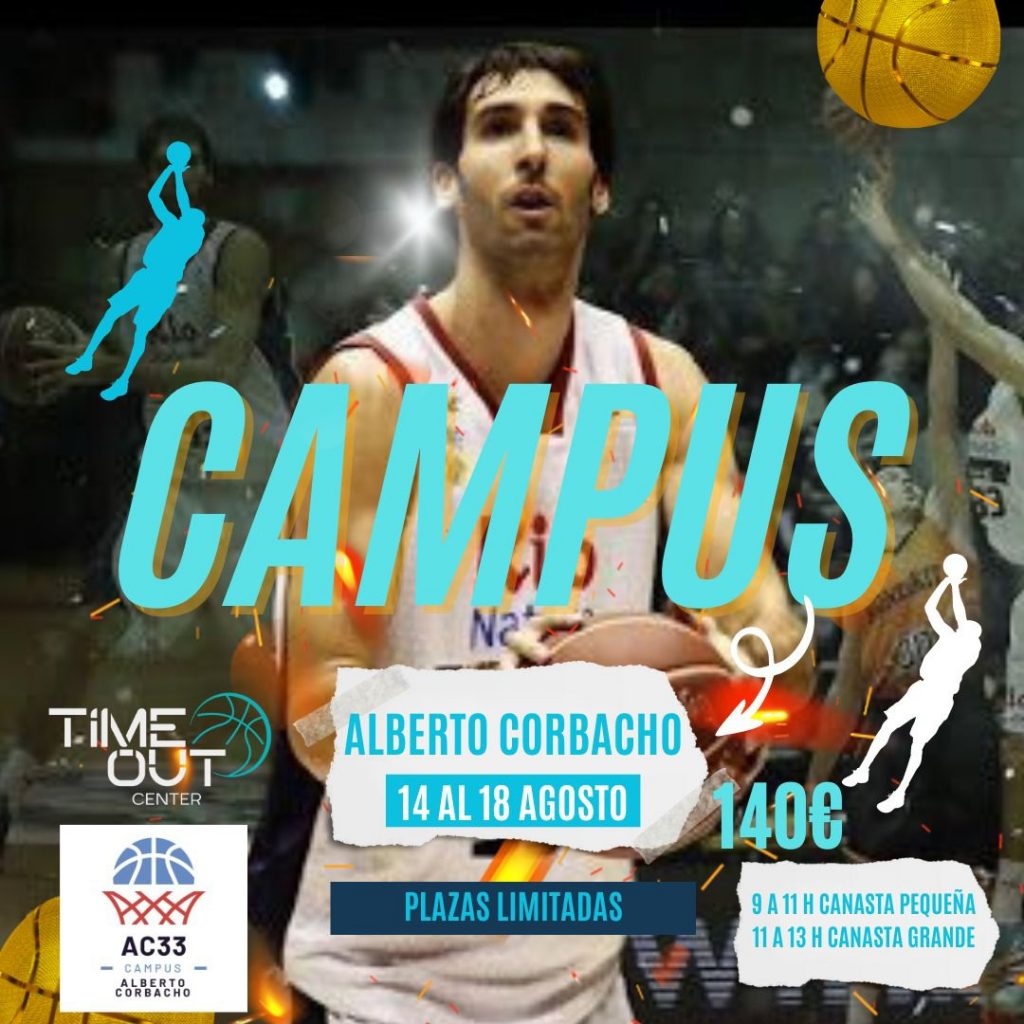 CAMPUS
Nat
TIME
OUT
CENTER
ALBERTO CORBACHO
14 AL 18 AGOSTO
140€
PLAZAS LIMITADAS
9 A 11 H CANASTA PEQUEÑA
11 A 13 H CANASTA GRANDE
AC33
CAMPUS
ALBERTO
CORBACHO